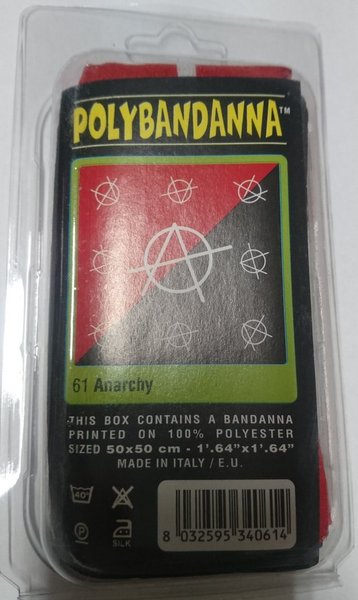 POLYBANDANNA™
61 Anarchy
THIS BOX CONTAINS A BANDANNA
PRINTED ON 100% POLYESTER
SIZED 50x50 cm - 1'.64"x1'.64"
MADE IN ITALY / E.U.
40°
P
SILK
8 032595 340614